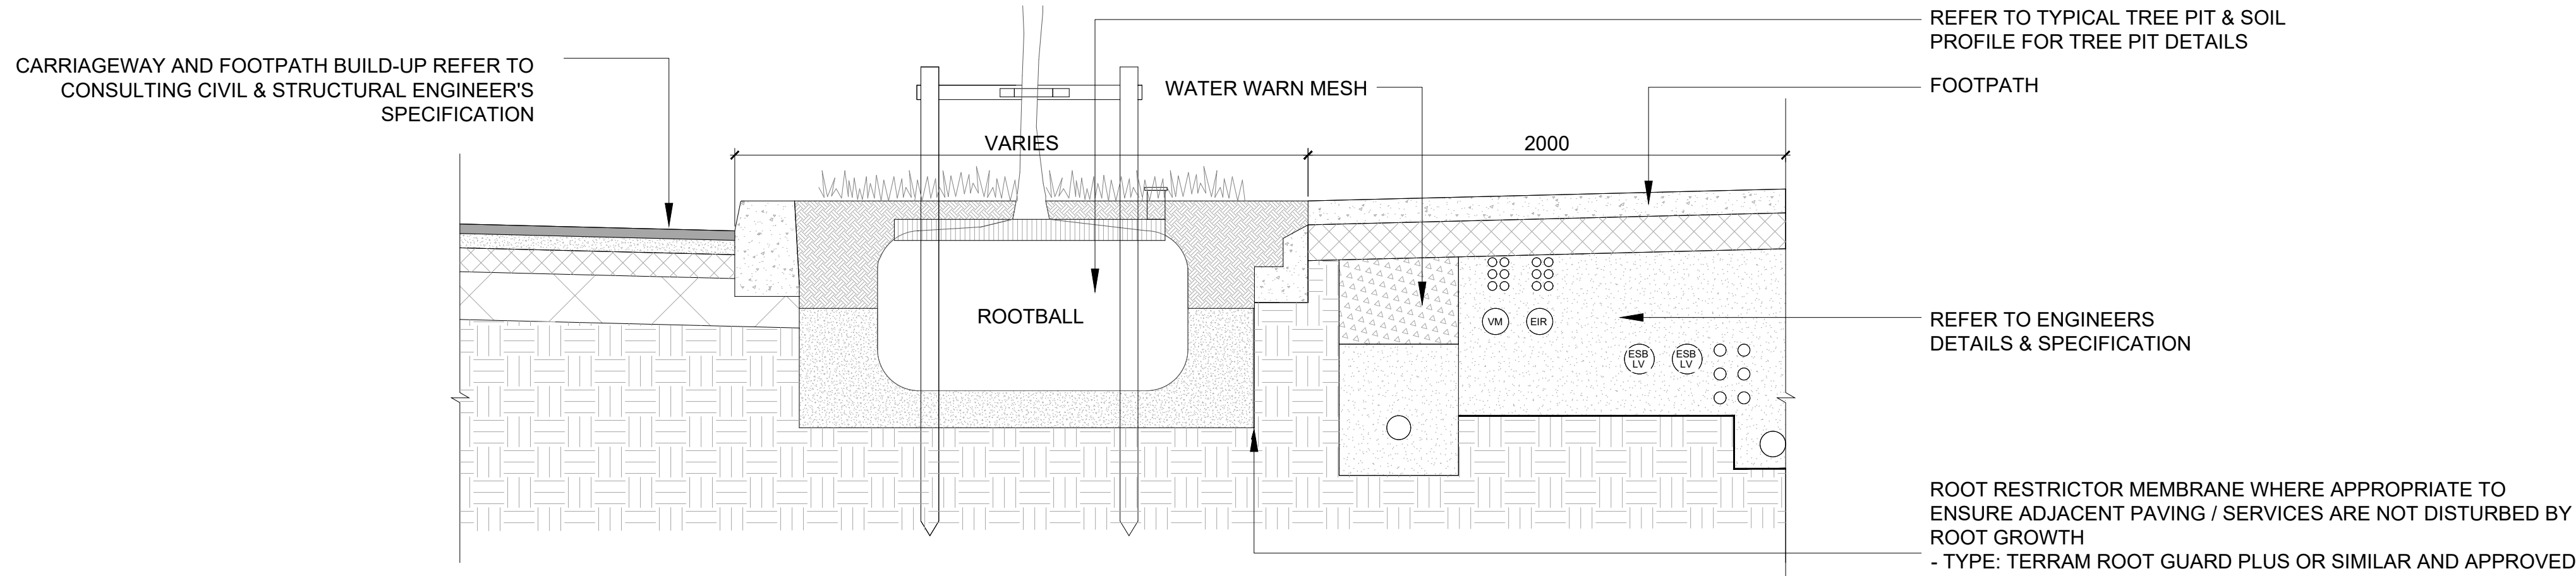 CARRIAGEWAY AND FOOTPATH BUILD-UP REFER TO
CONSULTING CIVIL & STRUCTURAL ENGINEER'S
SPECIFICATION
WATER WARN MESH
REFER TO TYPICAL TREE PIT & SOIL
PROFILE FOR TREE PIT DETAILS
FOOTPATH
VARIES
2000
ROOTBALL
VM
EIR
ESB
LV
ESB
LV
REFER TO ENGINEERS
DETAILS & SPECIFICATION
ROOT RESTRICTOR MEMBRANE WHERE APPROPRIATE TO
ENSURE ADJACENT PAVING / SERVICES ARE NOT DISTURBED BY
ROOT GROWTH
- TYPE: TERRAM ROOT GUARD PLUS OR SIMILAR AND APPROVED